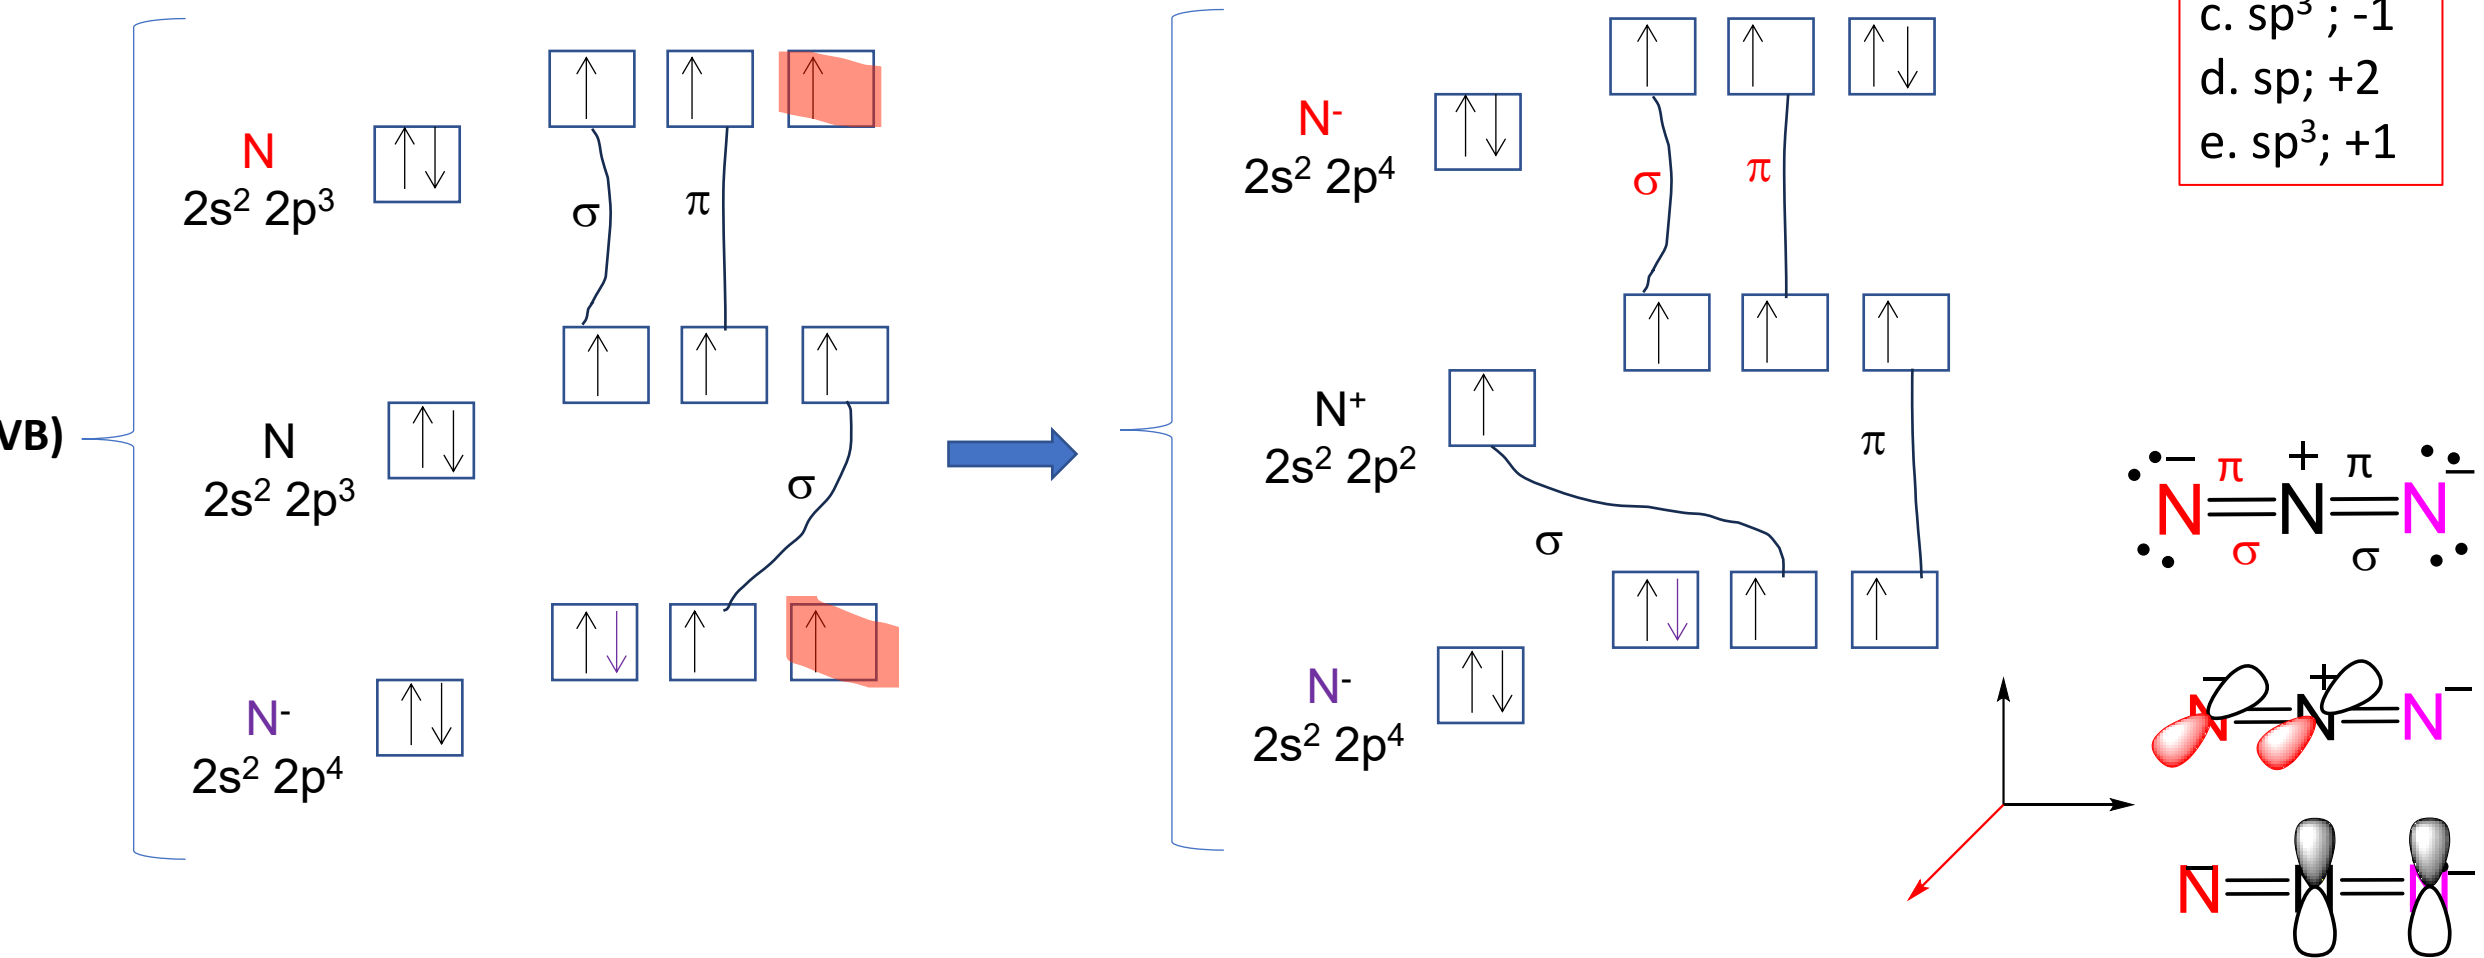 VB)
N
2s² 2p³
σ
π
N
2s² 2p³
σ
N⁻
2s² 2p⁴
N⁻
2s² 2p⁴
σ
π
N⁺
2s² 2p²
π
σ
N⁻
2s² 2p⁴
c. sp³ ; -1
d. sp; +2
e. sp³; +1
− π + π −
N=N=N
σ σ
− + −
N=N=N
− −
N=N=N